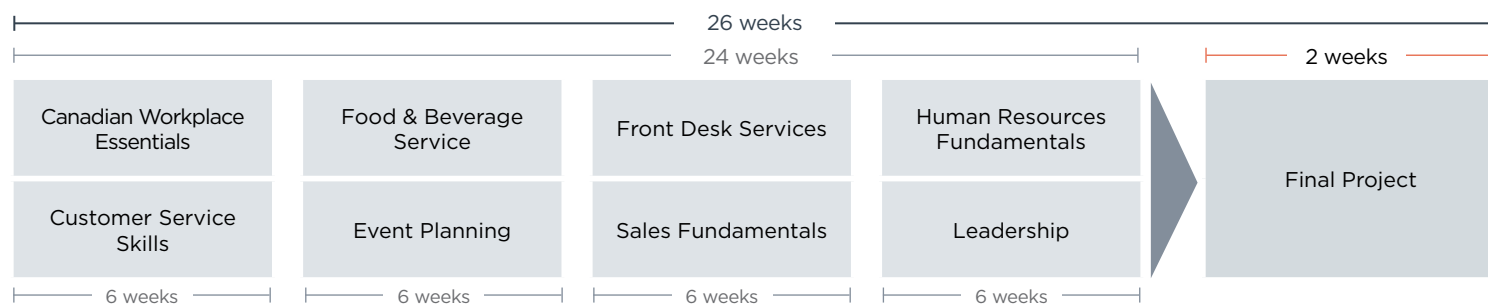 26 weeks
24 weeks
2 weeks
Canadian Workplace
Essentials
Food & Beverage
Service
Front Desk Services
Human Resources
Fundamentals
Final Project
Customer Service
Skills
Event Planning
Sales Fundamentals
Leadership
6 weeks
6 weeks
6 weeks
6 weeks